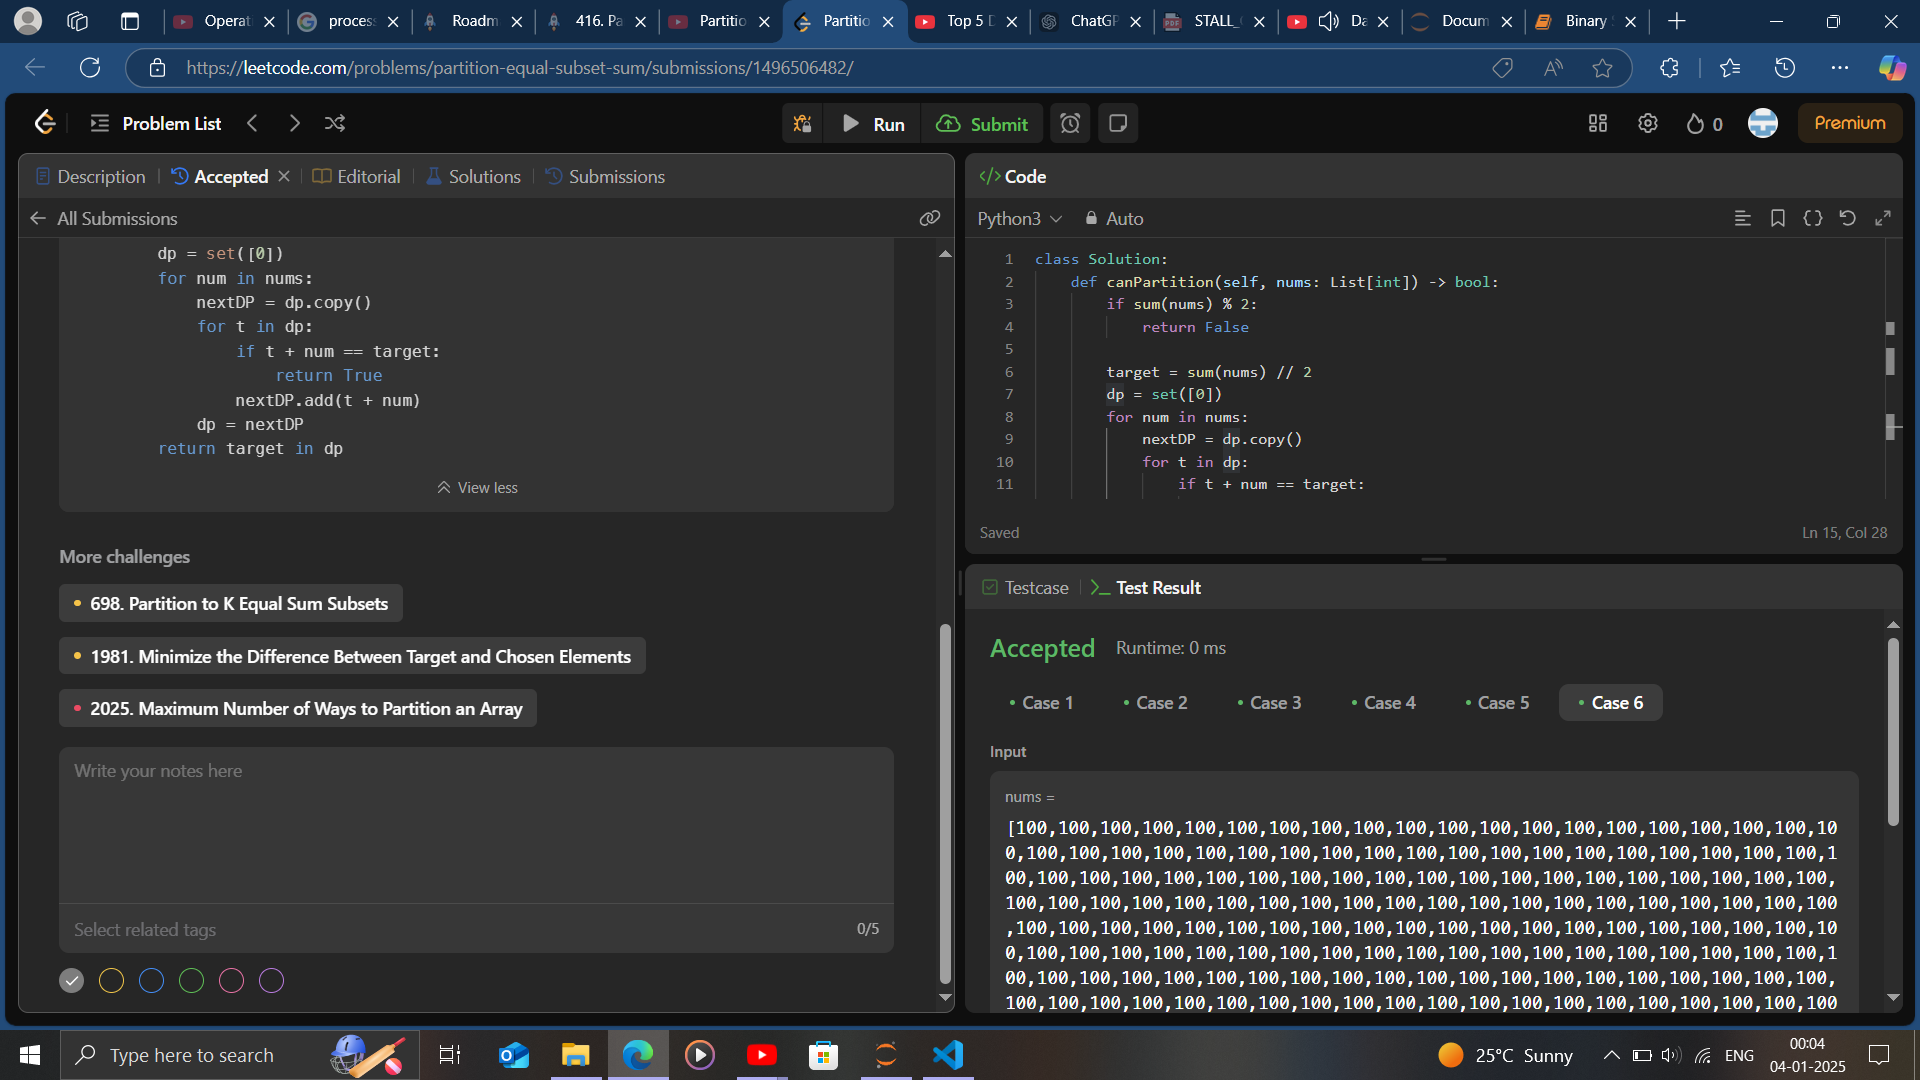 Operati
proces
Roadm
416. Pa
Partitio
Partitio
Top 5 D
ChatGP
STALL_
Da
Docum
Binary
https://leetcode.com/problems/partition-equal-subset-sum/submissions/1496506482/
Problem List
Run
Submit
0
Premium
Description
Accepted
Editorial
Solutions
Submissions
All Submissions
dp = set([0])
for num in nums:
nextDP = dp.copy()
for t in dp:
if t + num == target:
return True
nextDP.add(t + num)
dp = nextDP
return target in dp
View less
More challenges
698. Partition to K Equal Sum Subsets
1981. Minimize the Difference Between Target and Chosen Elements
2025. Maximum Number of Ways to Partition an Array
Write your notes here
Select related tags
0/5
</> Code
Python3
Auto
1 class Solution:
2 def canPartition(self, nums: List[int]) -> bool:
3 if sum(nums) % 2:
4 return False
5
6 target = sum(nums) // 2
7 dp = set([0])
8 for num in nums:
9 nextDP = dp.copy()
10 for t in dp:
11 if t + num == target:
Saved
Ln 15, Col 28
Testcase
>_ Test Result
Accepted
Runtime: 0 ms
Case 1
Case 2
Case 3
Case 4
Case 5
Case 6
Input
nums =
[100,100,100,100,100,100,100,100,100,100,100,100,100,100,100,100,100,100,100,10
0,100,100,100,100,100,100,100,100,100,100,100,100,100,100,100,100,100,100,100,1
00,100,100,100,100,100,100,100,100,100,100,100,100,100,100,100,100,100,100,100,
100,100,100,100,100,100,100,100,100,100,100,100,100,100,100,100,100,100,100,100
,100,100,100,100,100,100,100,100,100,100,100,100,100,100,100,100,100,100,100,10
0,100,100,100,100,100,100,100,100,100,100,100,100,100,100,100,100,100,100,100,1
00,100,100,100,100,100,100,100,100,100,100,100,100,100,100,100,100,100,100,100,
100,100,100,100,100,100,100,100,100,100,100,100,100,100,100,100,100,100,100,100
Type here to search
25°C Sunny
ENG
00:04
04-01-2025